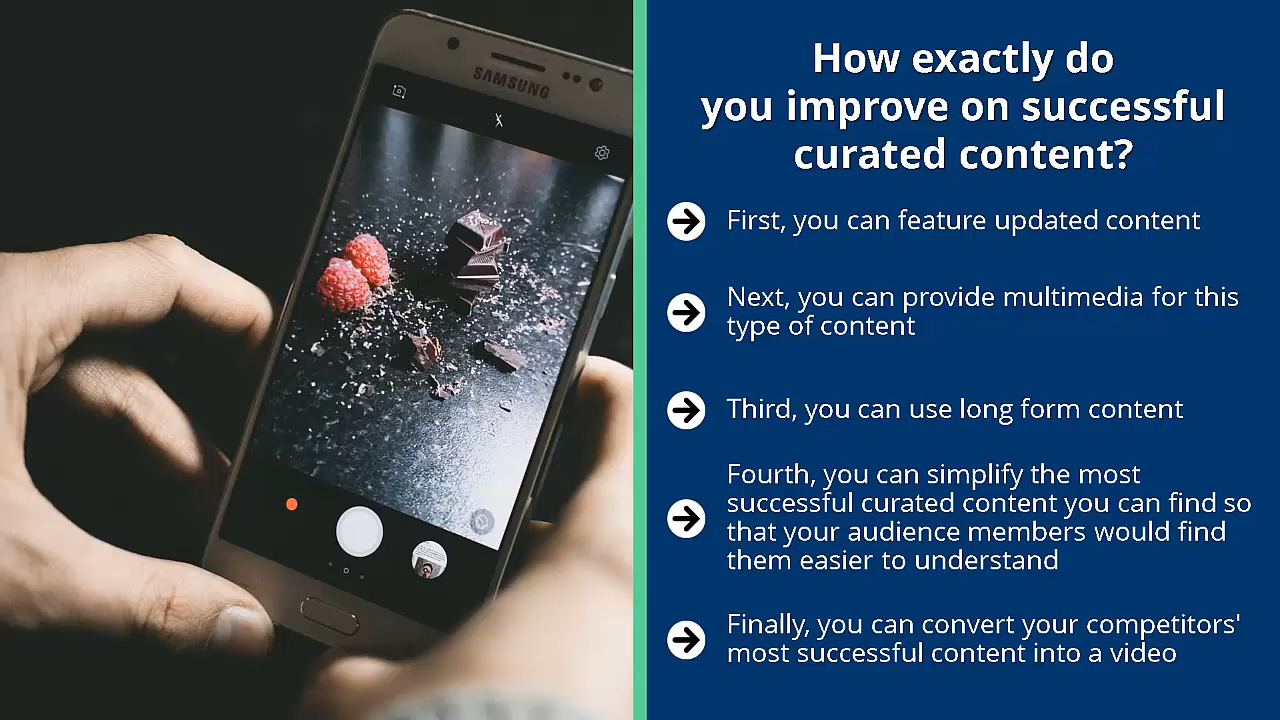 SAMSUNG
How exactly do
you improve on successful
curated content?
First, you can feature updated content
Next, you can provide multimedia for this
type of content
Third, you can use long form content
Fourth, you can simplify the most
successful curated content you can find so
that your audience members would find
them easier to understand
Finally, you can convert your competitors'
most successful content into a video